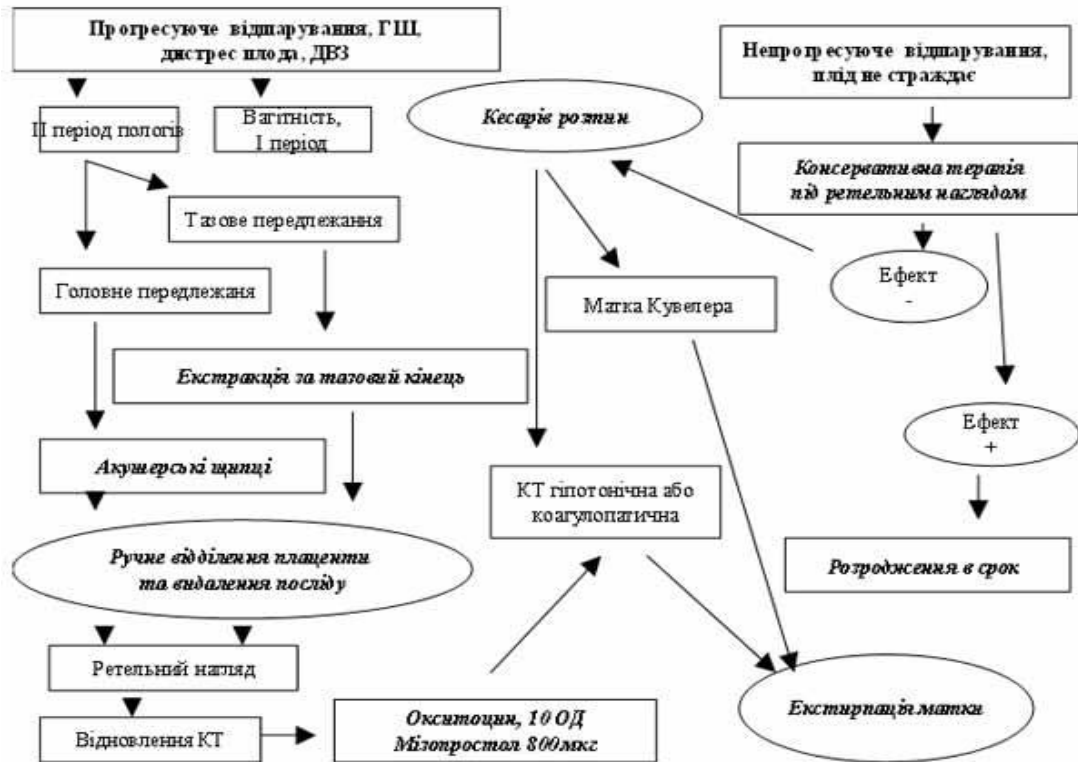 Прогресуюче відшарування, ГШ,
дистрес плода, ДВЗ
Непрогресуюче відшарування,
плід не страждає
ІІ період пологів
Вагітність,
І період
Кесарів розтин
Консервативна терапія
під ретельним наглядом
Тазове передлежання
Ефект
-
Головне передлежаня
Матка Кувелера
Екстракція за тазовий кінець
Ефект
+
Акушерські щипці
КТ гіпотонічна або
коагулопатична
Ручне відділення плаценти
та видалення посліду
Розродження в срок
Ретельний нагляд
Окситоцин, 10 ОД
Мізопростол 800мкг
Екстирпація матки
Відновлення КТ